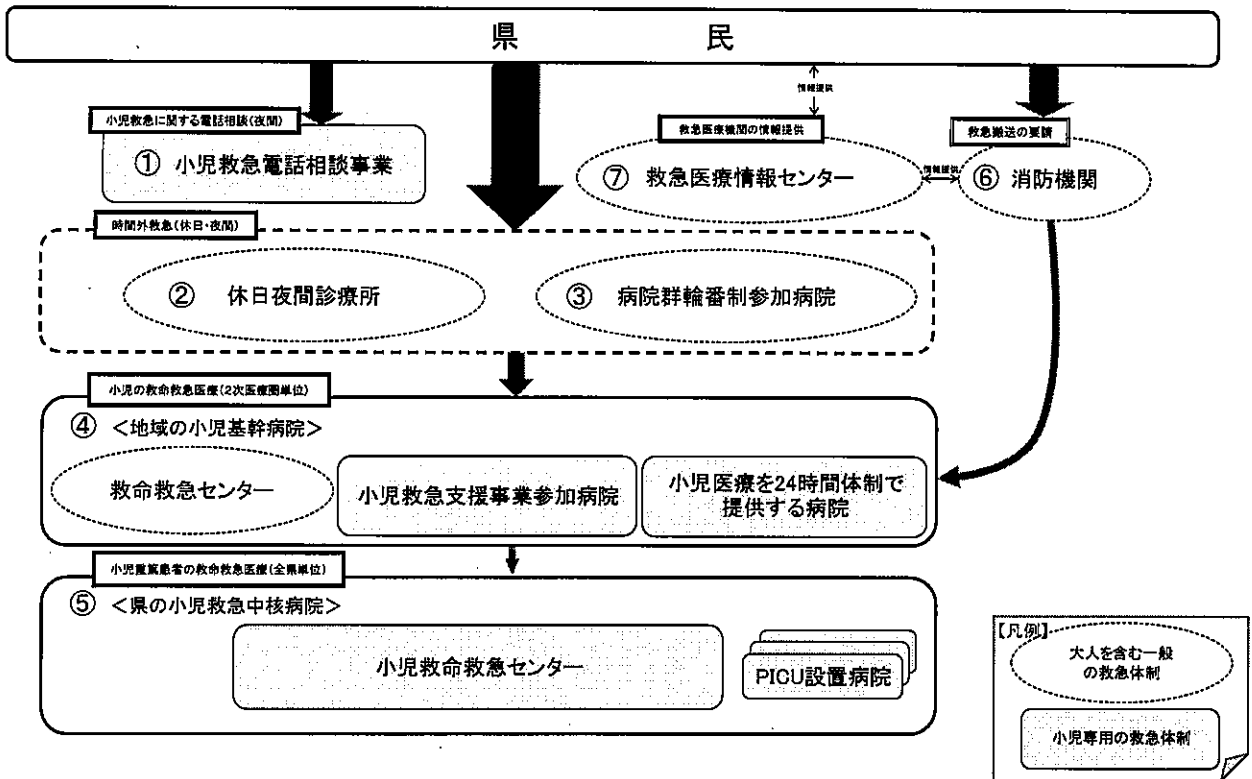 県　民
情報提供
小児救急に関する電話相談(夜間)
① 小児救急電話相談事業
救急医療機関の情報提供
⑦ 救急医療情報センター
情報提供
救急搬送の要請
⑥ 消防機関
時間外救急(休日・夜間)
② 休日夜間診療所
③ 病院群輪番制参加病院
小児の救命救急医療(2次医療圏単位)
④ <地域の小児基幹病院>
救命救急センター
小児救急支援事業参加病院
小児医療を24時間体制で
提供する病院
小児重篤患者の救命救急医療(全県単位)
⑤ <県の小児救急中核病院>
小児救命救急センター
PICU設置病院
【凡例】
大人を含む一般
の救急体制
小児専用の救急体制